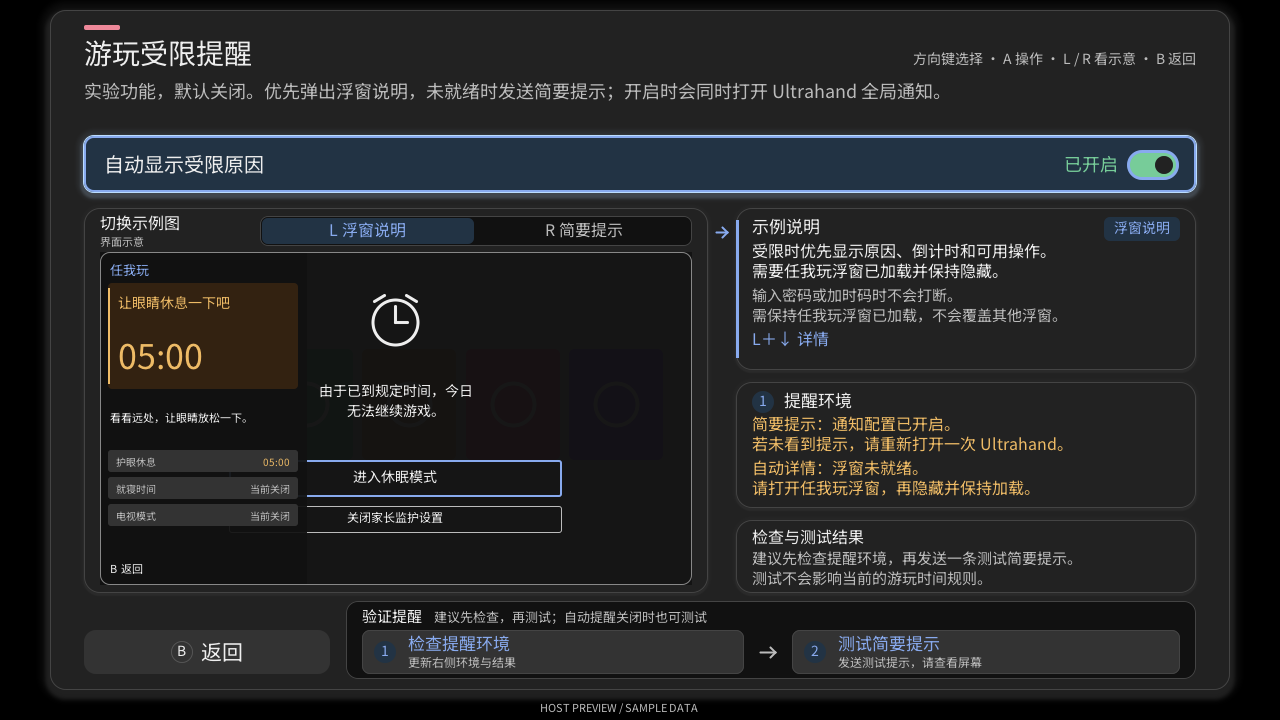 游玩受限提醒
方向键选择 · A 操作 · L / R 看示意 · B 返回
实验功能，默认关闭。优先弹出浮窗说明，未就绪时发送简要提示；开启时会同时打开 Ultrahand 全局通知。
自动显示受限原因
已开启
切换示例图
界面示意
L 浮窗说明
R 简要提示
任我玩
让眼睛休息一下吧
05:00
看看远处，让眼睛放松一下。
护眼休息 05:00
就寝时间 当前关闭
电视模式 当前关闭
B 返回
由于已到规定时间，今日
无法继续游戏。
进入休眠模式
关闭家长监护设置
→
示例说明
浮窗说明
受限时优先显示原因、倒计时和可用操作。
需要任我玩浮窗已加载并保持隐藏。
输入密码或加时码时不会打断。
需保持任我玩浮窗已加载，不会覆盖其他浮窗。
L＋↓ 详情
1 提醒环境
简要提示：通知配置已开启。
若未看到提示，请重新打开一次 Ultrahand。
自动详情：浮窗未就绪。
请打开任我玩浮窗，再隐藏并保持加载。
检查与测试结果
建议先检查提醒环境，再发送一条测试简要提示。
测试不会影响当前的游玩时间规则。
B 返回
验证提醒 建议先检查，再测试；自动提醒关闭时也可测试
1 检查提醒环境
更新右侧环境与结果
→
2 测试简要提示
发送测试提示，请查看屏幕
HOST PREVIEW / SAMPLE DATA